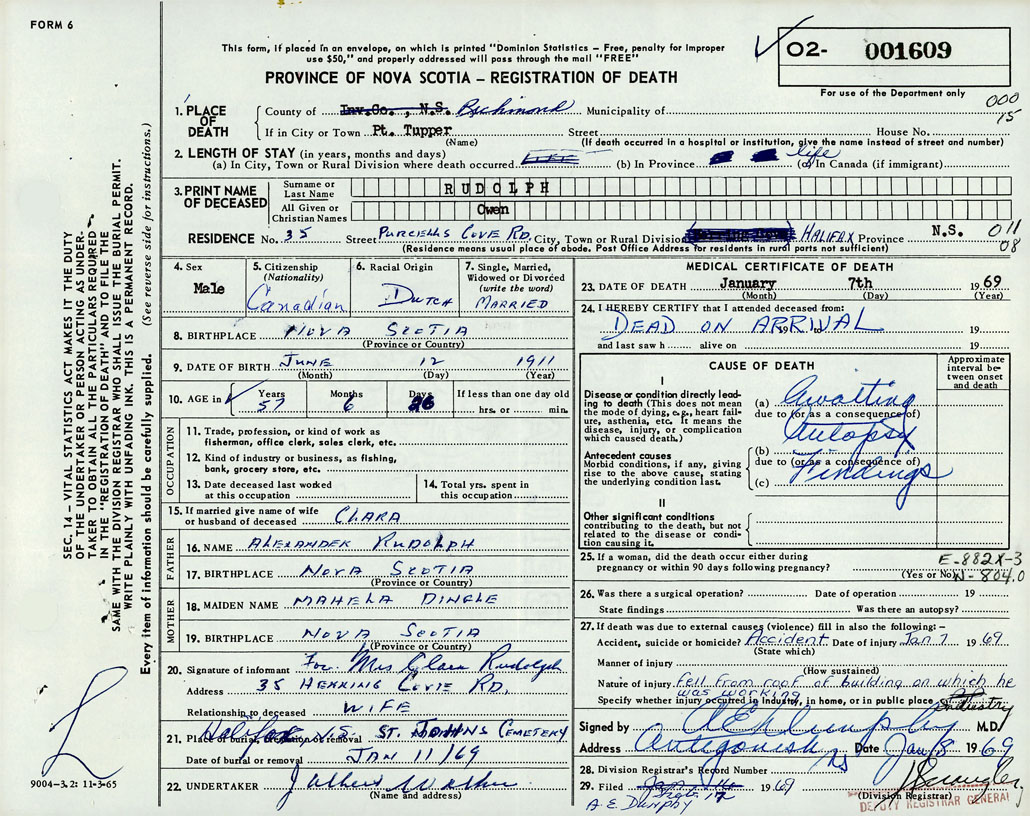 FORM 6
This form, if placed in an envelope, on which is printed "Dominion Statistics – Free, penalty for improper
use $50," and properly addressed will pass through the mail "FREE"
PROVINCE OF NOVA SCOTIA – REGISTRATION OF DEATH
O2- 001609
For use of the Department only
000
15
1. PLACE OF DEATH
County of Inv.Co., N.S. Richmond Municipality of
If in City or Town Pt. Tupper Street House No.
(Name) (If death occurred in a hospital or institution, give the name instead of street and number)
2. LENGTH OF STAY (in years, months and days)
(a) In City, Town or Rural Division where death occurred LIFE (b) In Province life (c) In Canada (if immigrant)
3. PRINT NAME OF DECEASED
Surname or Last Name RUDOLPH
All Given or Christian Names Owen
RESIDENCE No. 35 Street PURCELLS COVE RD. City, Town or Rural Division HALIFAX Province N.S. 011
08
(Residence means usual place of abode. Post Office Address for residents in rural parts not sufficient)
4. Sex
Male
5. Citizenship
(Nationality)
Canadian
6. Racial Origin
DUTCH
7. Single, Married,
Widowed or Divorced
(write the word)
MARRIED
8. BIRTHPLACE NOVA SCOTIA
(Province or Country)
9. DATE OF BIRTH JUNE 12 1911
(Month) (Day) (Year)
10. AGE in Years Months Days If less than one day old
57 6 26 hrs. or min.
OCCUPATION
11. Trade, profession, or kind of work as
fisherman, office clerk, sales clerk, etc.
12. Kind of industry or business, as fishing,
bank, grocery store, etc.
13. Date deceased last worked
at this occupation
14. Total yrs. spent in
this occupation
15. If married give name of wife
or husband of deceased CLARA
FATHER
16. NAME ALEXANDER RUDOLPH
17. BIRTHPLACE NOVA SCOTIA
(Province or Country)
MOTHER
18. MAIDEN NAME MAHELA DINGLE
19. BIRTHPLACE NOVA SCOTIA
(Province or Country)
20. Signature of informant For Mrs Clara Rudolph
Address 35 HERRING COVE RD.
Relationship to deceased WIFE
21. Place of burial, cremation or removal Halifax N.S. ST. JOHNS CEMETERY
Date of burial or removal JAN 11/69
22. UNDERTAKER
(Name and address)
MEDICAL CERTIFICATE OF DEATH
23. DATE OF DEATH January 7th 1969
(Month) (Day) (Year)
24. I HEREBY CERTIFY that I attended deceased from:
DEAD ON ARRIVAL 19
and last saw h alive on 19
CAUSE OF DEATH
Approximate
interval be-
tween onset
and death
I
Disease or condition directly lead-
ing to death (This does not mean
the mode of dying, e.g., heart fail-
ure, asthenia, etc. It means the
disease, injury, or complication
which caused death.)
(a) Awaiting
due to (or as a consequence of)
Autopsy
Antecedent causes
Morbid conditions, if any, giving
rise to the above cause, stating
the underlying condition last.
(b)
due to (or as a consequence of)
Findings
(c)
II
Other significant conditions
contributing to the death, but not
related to the disease or condi-
tion causing it.
25. If a woman, did the death occur either during
pregnancy or within 90 days following pregnancy?
(Yes or No)
E-882X-3
N-804.0
26. Was there a surgical operation? Date of operation 19
State findings Was there an autopsy?
27. If death was due to external causes (violence) fill in also the following:–
Accident, suicide or homicide? Accident Date of injury Jan 7 1969
(State which)
Manner of injury
(How sustained)
Nature of injury Fell from roof of building on which he
was working
Specify whether injury occurred in industry, in home, or in public place Industry
Signed by M.D.
Address Antigonish NS Date Jan 8 1969
28. Division Registrar's Record Number
29. Filed Jan 14 1969
17
A E Dunphy
(Division Registrar)
DEPUTY REGISTRAR GENERAL
9004-3.2: 11-3-65
SEC. 14 – VITAL STATISTICS ACT MAKES IT THE DUTY
OF THE UNDERTAKER OR PERSON ACTING AS UNDER-
TAKER TO OBTAIN ALL THE PARTICULARS REQUIRED
IN THE "REGISTRATION OF DEATH" AND TO FILE THE
SAME WITH THE DIVISION REGISTRAR WHO SHALL ISSUE THE BURIAL PERMIT.
WRITE PLAINLY WITH UNFADING INK. THIS IS A PERMANENT RECORD.
Every item of information should be carefully supplied. (See reverse side for instructions.)